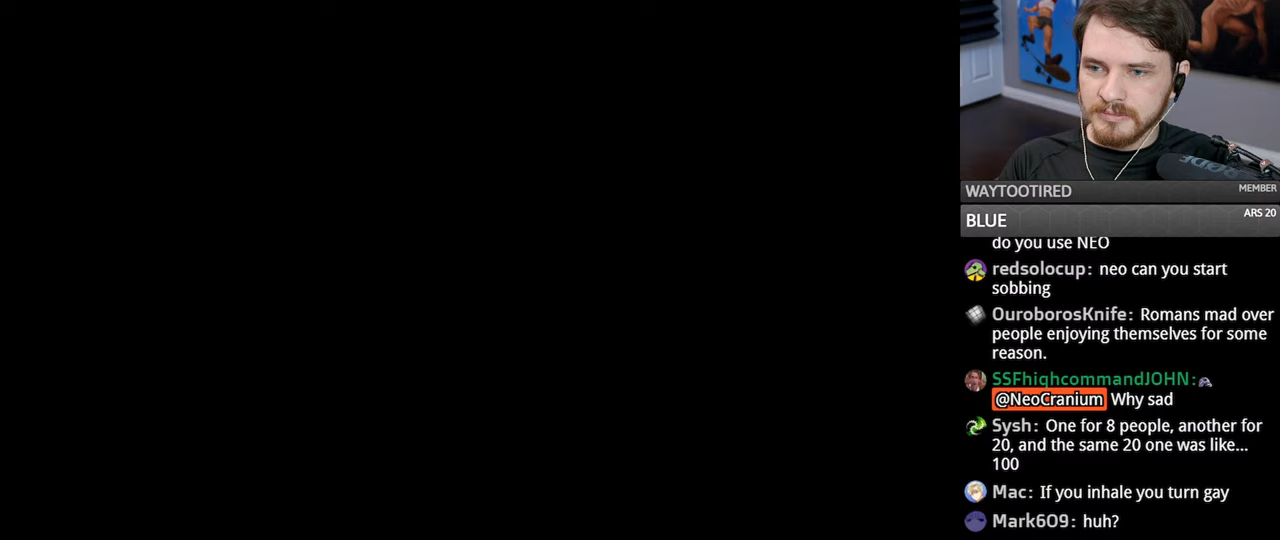 RODE
WAYTOOTIRED
MEMBER
BLUE
ARS 20
do you use NEO
redsolocup: neo can you start
sobbing
OuroborosKnife: Romans mad over
people enjoying themselves for some
reason.
SSFhighcommandJOHN:
@NeoCranium Why sad
Sysh: One for 8 people, another for
20, and the same 20 one was like...
100
Mac: If you inhale you turn gay
Mark609: huh?